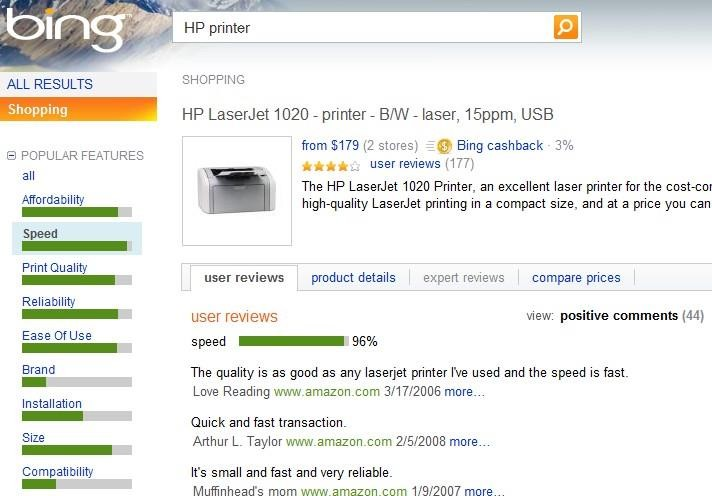 bing
HP printer
ALL RESULTS
Shopping
POPULAR FEATURES
all
Affordability
Speed
Print Quality
Reliability
Ease Of Use
Brand
Installation
Size
Compatibility
SHOPPING
HP LaserJet 1020 - printer - B/W - laser, 15ppm, USB
from $179 (2 stores) Bing cashback · 3%
user reviews (177)
The HP LaserJet 1020 Printer, an excellent laser printer for the cost-con
high-quality LaserJet printing in a compact size, and at a price you can
user reviews product details expert reviews compare prices
user reviews view: positive comments (44)
speed 96%
The quality is as good as any laserjet printer I've used and the speed is fast.
Love Reading www.amazon.com 3/17/2006 more...
Quick and fast transaction.
Arthur L. Taylor www.amazon.com 2/5/2008 more...
It's small and fast and very reliable.
Muffinhead's mom www.amazon.com 1/9/2007 more...